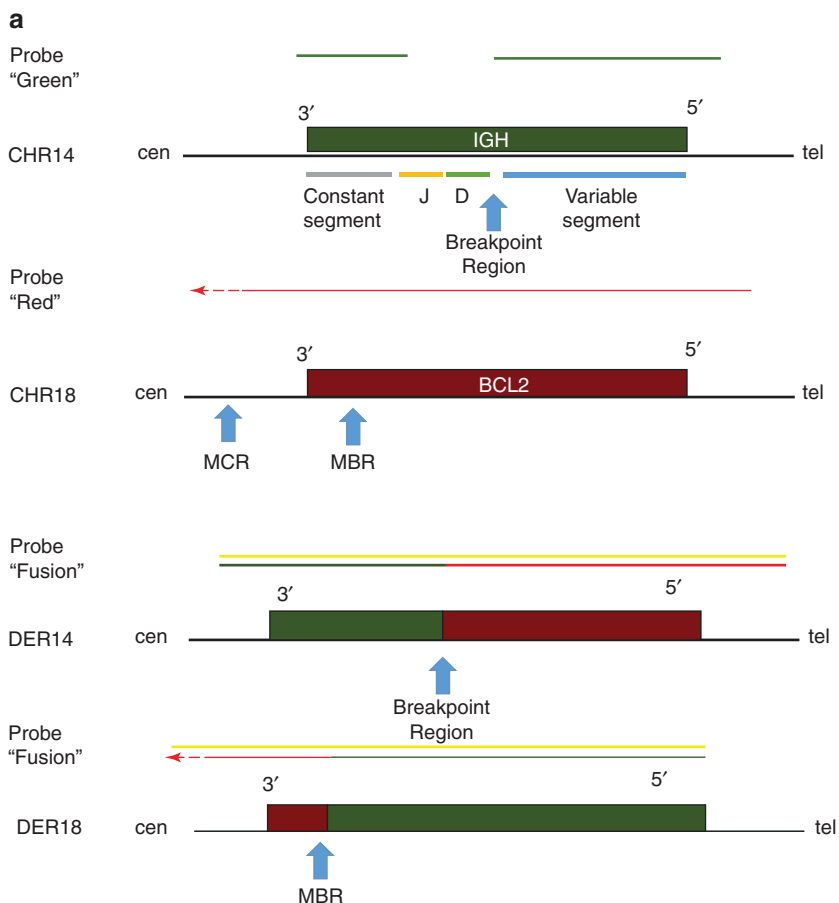 a
Probe
“Green”
3′
5′
IGH
CHR14
cen
tel
Constant
segment
J
D
Variable
segment
Breakpoint
Region
Probe
“Red”
3′
5′
BCL2
CHR18
cen
tel
MCR
MBR
Probe
“Fusion”
3′
5′
DER14
cen
tel
Breakpoint
Region
Probe
“Fusion”
3′
5′
DER18
cen
tel
MBR